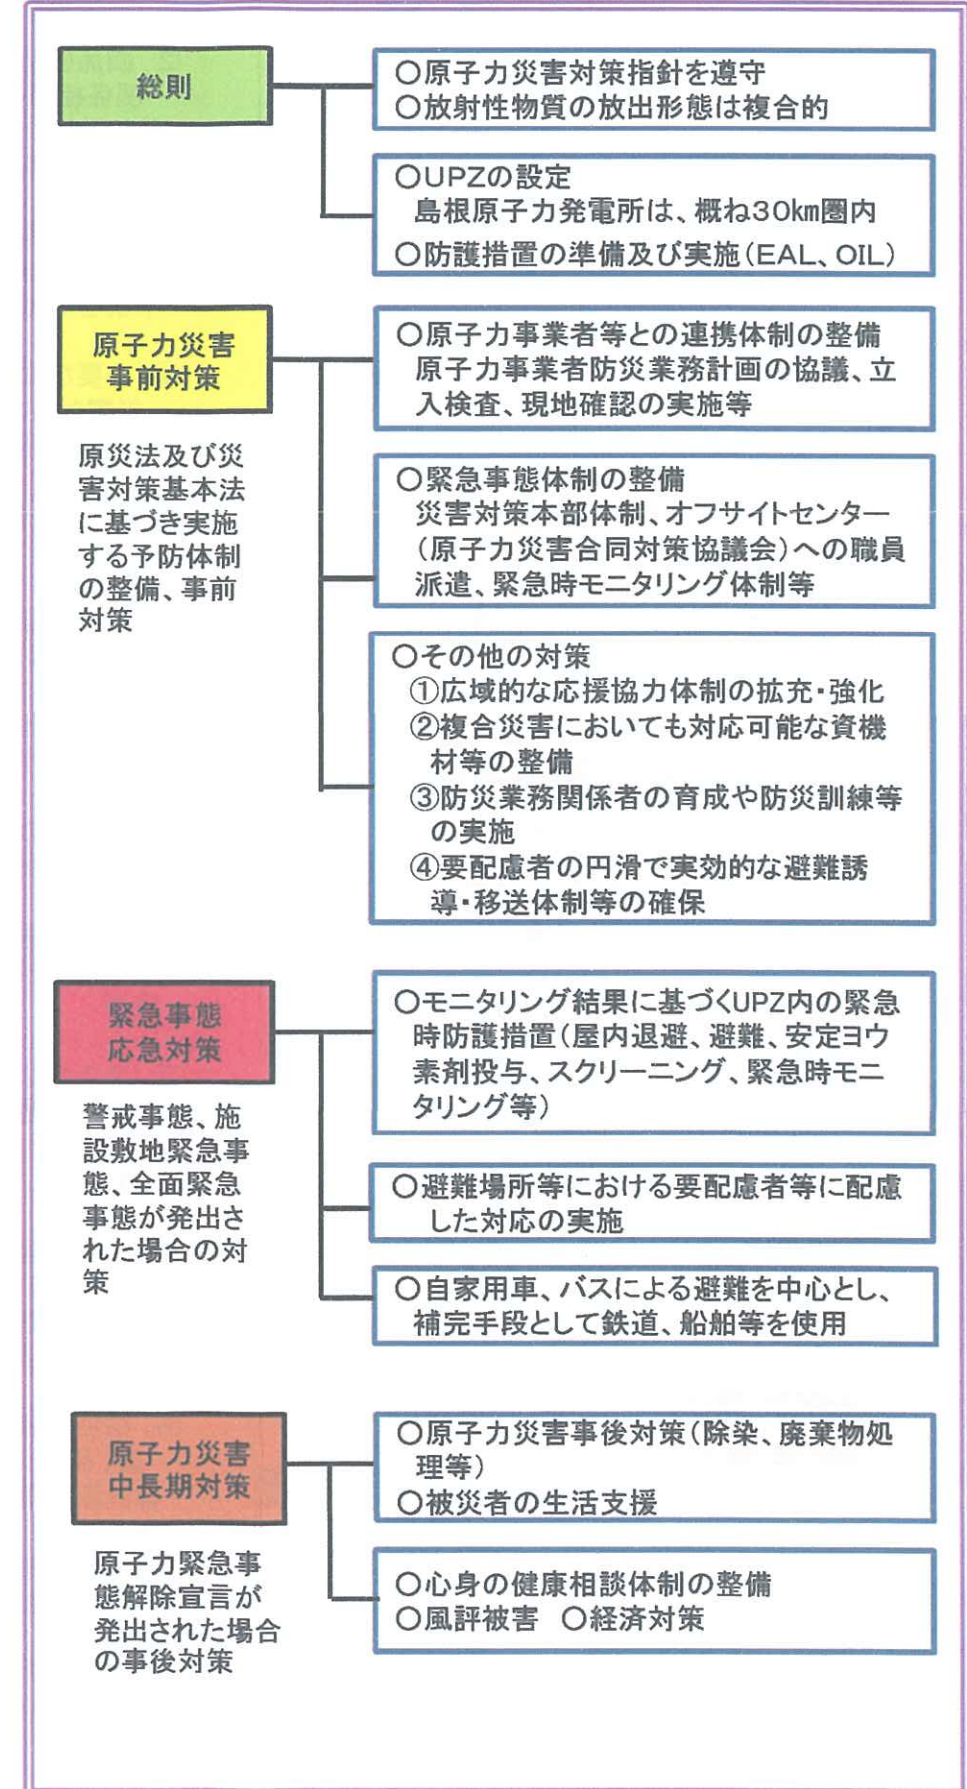 総則
○原子力災害対策指針を遵守
○放射性物質の放出形態は複合的
○UPZの設定
島根原子力発電所は、概ね30㎞圏内
○防護措置の準備及び実施(EAL、OIL)
原子力災害
事前対策
原災法及び災
害対策基本法
に基づき実施
する予防体制
の整備、事前
対策
○原子力事業者等との連携体制の整備
原子力事業者防災業務計画の協議、立
入検査、現地確認の実施等
○緊急事態体制の整備
災害対策本部体制、オフサイトセンター
(原子力災害合同対策協議会)への職員
派遣、緊急時モニタリング体制等
○その他の対策
①広域的な応援協力体制の拡充・強化
②複合災害においても対応可能な資機
材等の整備
③防災業務関係者の育成や防災訓練等
の実施
④要配慮者の円滑で実効的な避難誘
導・移送体制等の確保
緊急事態
応急対策
警戒事態、施
設敷地緊急事
態、全面緊急
事態が発出さ
れた場合の対
策
○モニタリング結果に基づくUPZ内の緊急
時防護措置(屋内退避、避難、安定ヨウ
素剤投与、スクリーニング、緊急時モニ
タリング等)
○避難場所等における要配慮者等に配慮
した対応の実施
○自家用車、バスによる避難を中心とし、
補完手段として鉄道、船舶等を使用
原子力災害
中長期対策
原子力緊急事
態解除宣言が
発出された場合
の事後対策
○原子力災害事後対策(除染、廃棄物処
理等)
○被災者の生活支援
○心身の健康相談体制の整備
○風評被害 ○経済対策